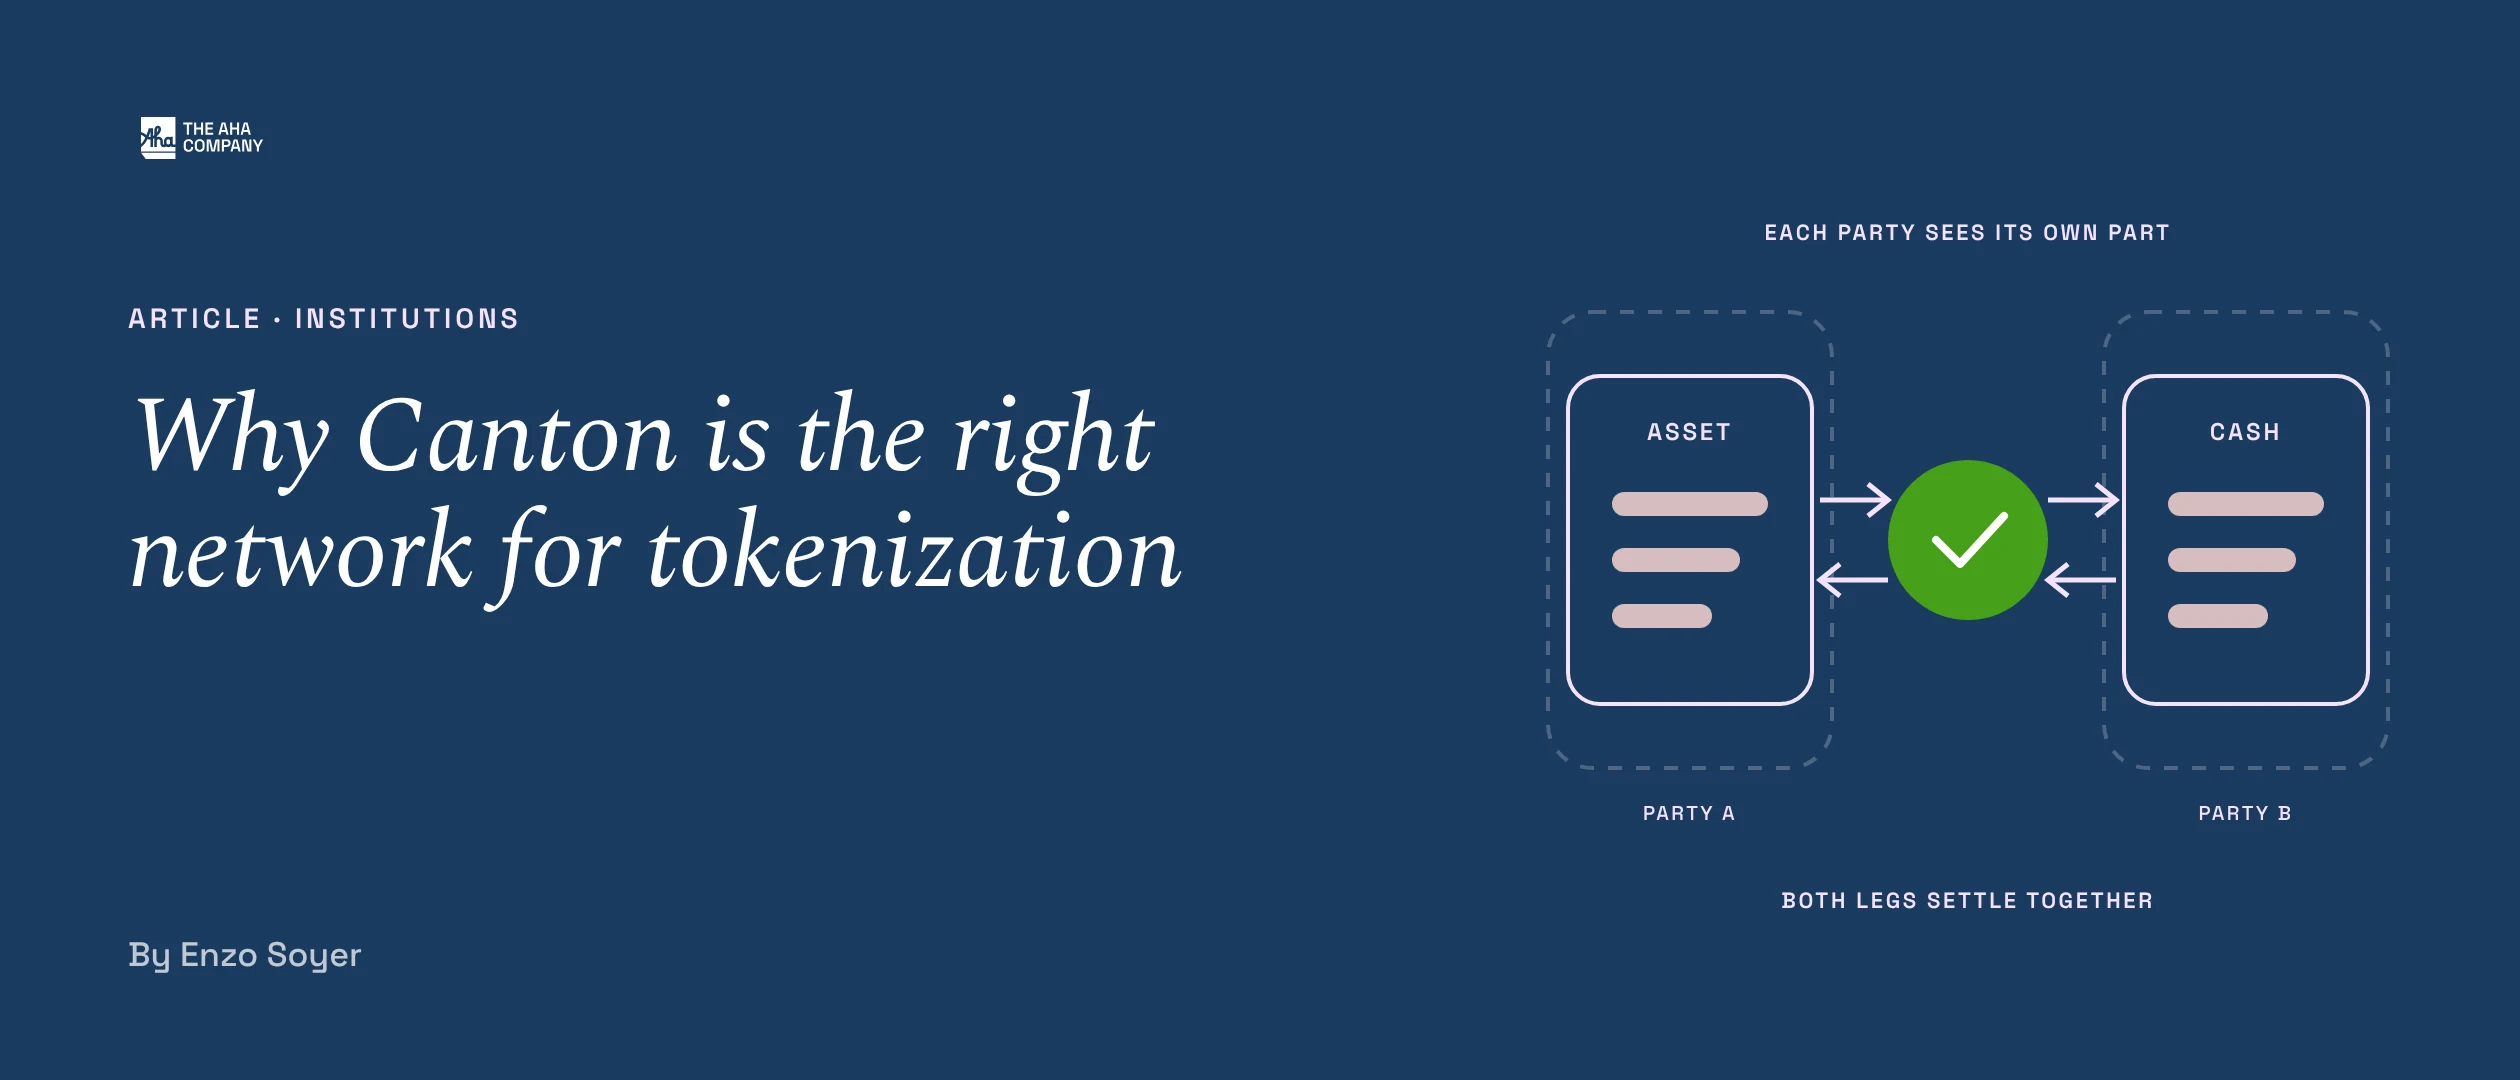 Aha
THE AHA
COMPANY
ARTICLE · INSTITUTIONS
Why Canton is the right
network for tokenization
By Enzo Soyer
EACH PARTY SEES ITS OWN PART
ASSET
CASH
PARTY A
PARTY B
BOTH LEGS SETTLE TOGETHER